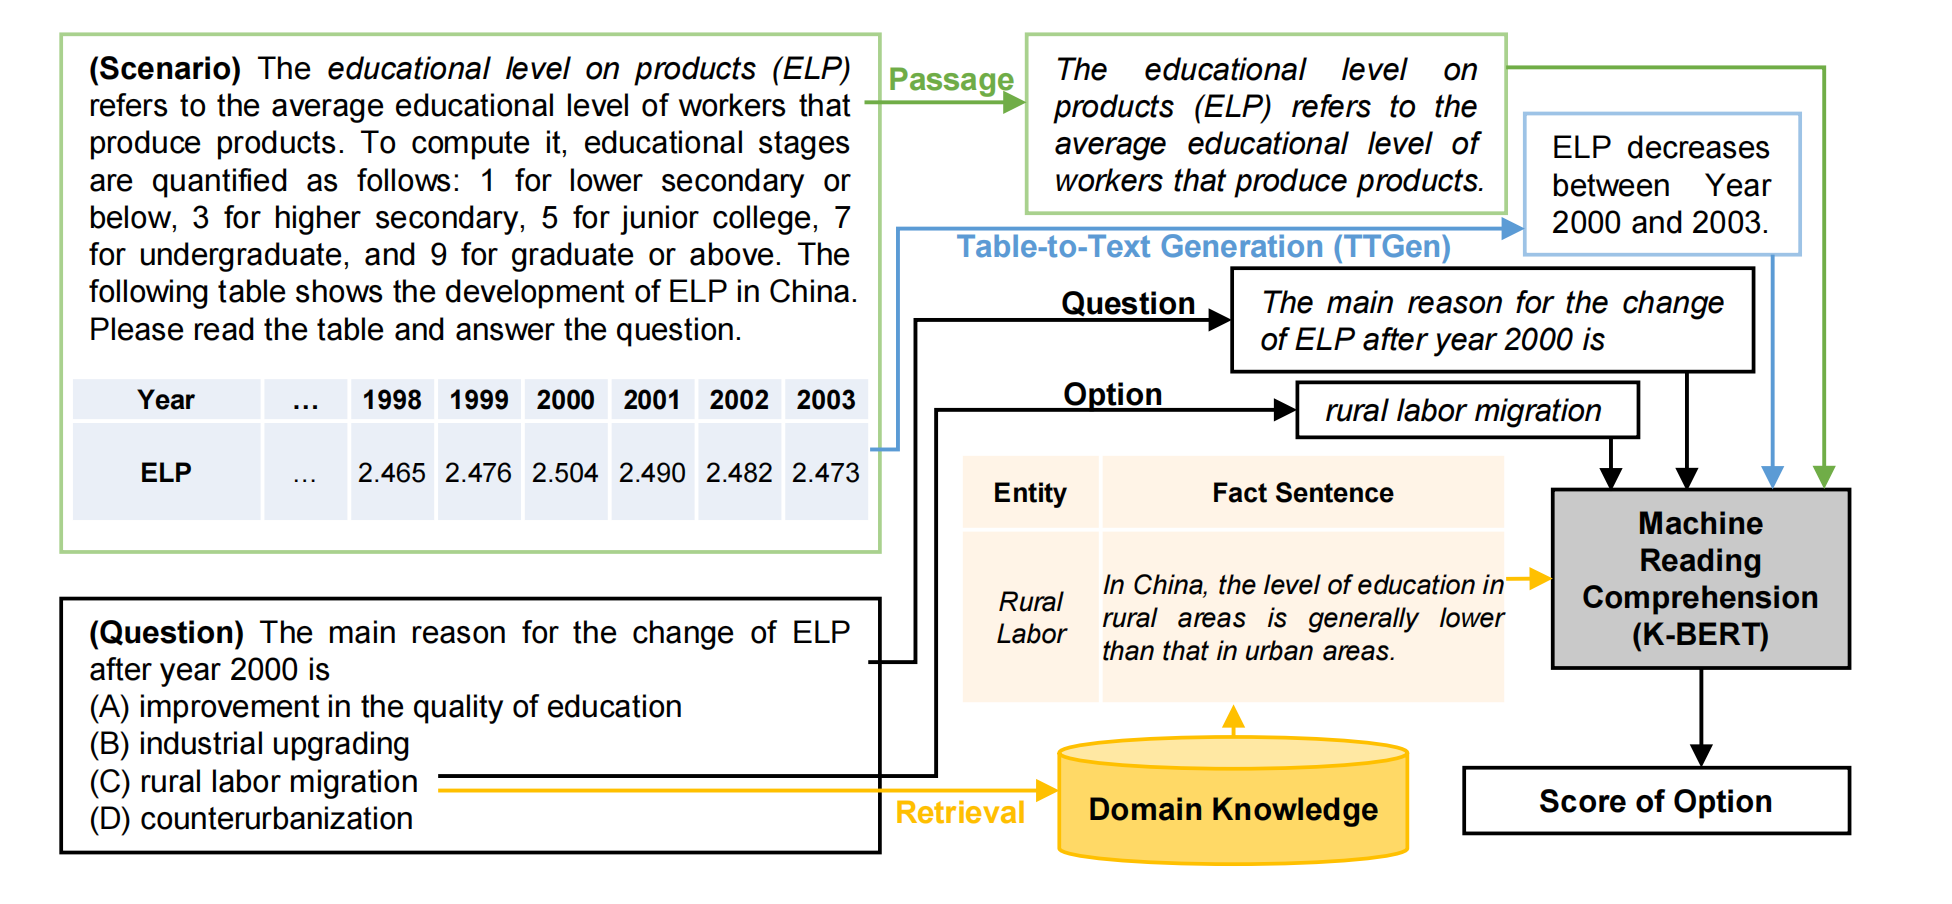 (Scenario) The educational level on products (ELP)
refers to the average educational level of workers that
produce products. To compute it, educational stages
are quantified as follows: 1 for lower secondary or
below, 3 for higher secondary, 5 for junior college, 7
for undergraduate, and 9 for graduate or above. The
following table shows the development of ELP in China.
Please read the table and answer the question.
Year … 1998 1999 2000 2001 2002 2003
ELP … 2.465 2.476 2.504 2.490 2.482 2.473
(Question) The main reason for the change of ELP
after year 2000 is
(A) improvement in the quality of education
(B) industrial upgrading
(C) rural labor migration
(D) counterurbanization
Passage
The educational level on
products (ELP) refers to the
average educational level of
workers that produce products.
Table-to-Text Generation (TTGen)
ELP decreases
between Year
2000 and 2003.
Question
The main reason for the change
of ELP after year 2000 is
Option
rural labor migration
Entity Fact Sentence
Rural
Labor
In China, the level of education in
rural areas is generally lower
than that in urban areas.
Retrieval
Domain Knowledge
Machine
Reading
Comprehension
(K-BERT)
Score of Option